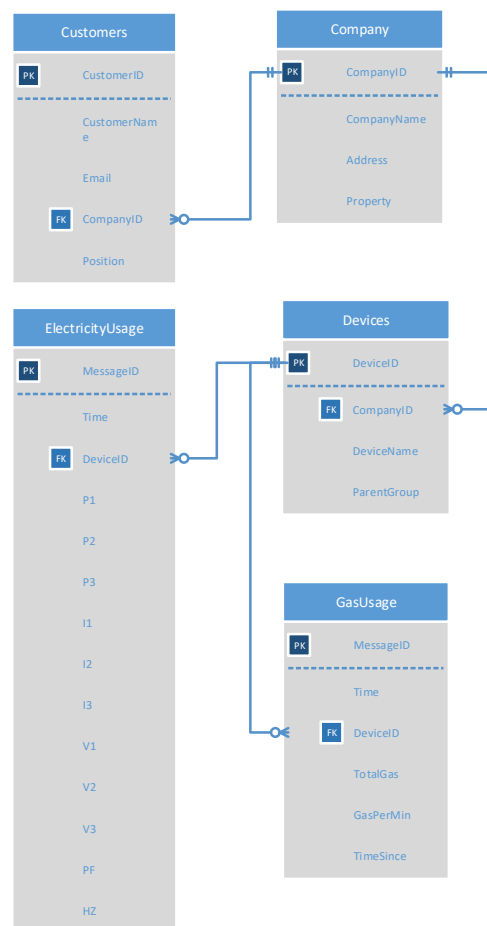 Customers
PK CustomerID
CustomerNam
e
Email
FK CompanyID
Position
Company
PK CompanyID
CompanyName
Address
Property
ElectricityUsage
PK MessageID
Time
FK DeviceID
P1
P2
P3
I1
I2
I3
V1
V2
V3
PF
HZ
Devices
PK DeviceID
FK CompanyID
DeviceName
ParentGroup
GasUsage
PK MessageID
Time
FK DeviceID
TotalGas
GasPerMin
TimeSince